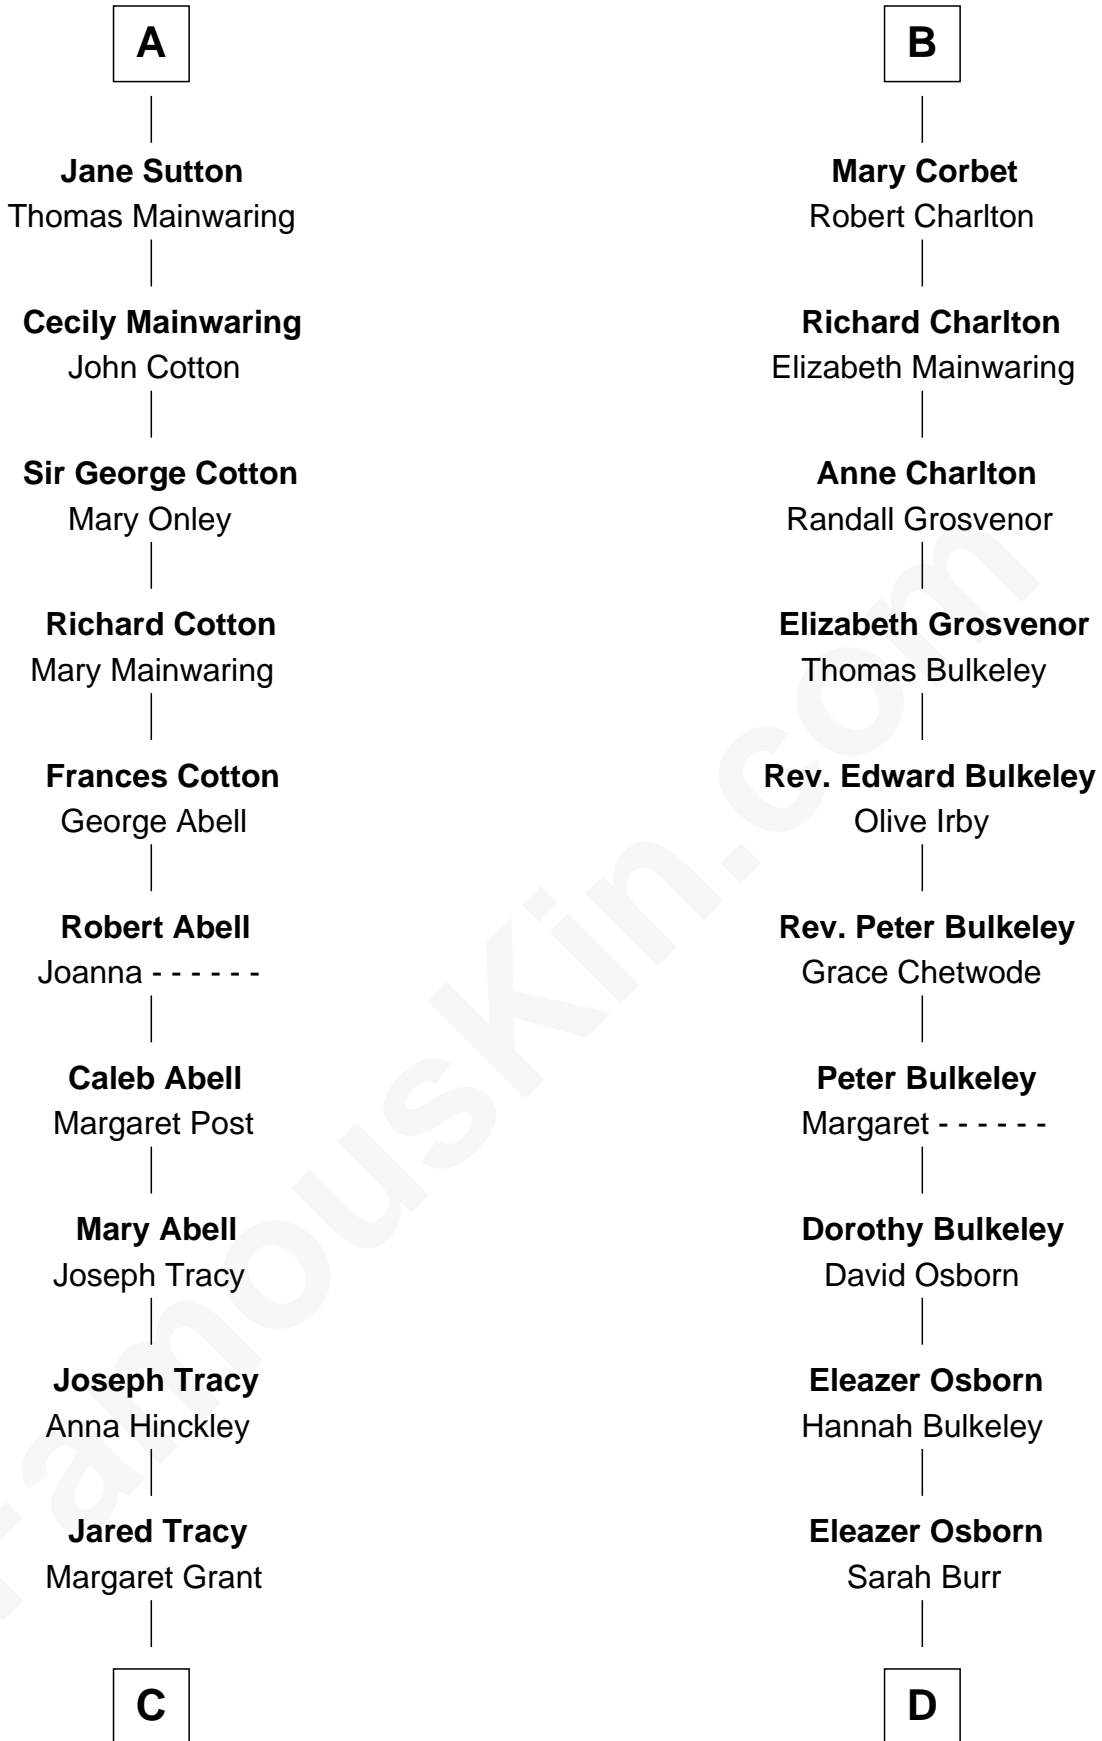 A
Jane Sutton
Thomas Mainwaring
Cecily Mainwaring
John Cotton
Sir George Cotton
Mary Onley
Richard Cotton
Mary Mainwaring
Frances Cotton
George Abell
Robert Abell
Joanna - - - - - -
Caleb Abell
Margaret Post
Mary Abell
Joseph Tracy
Joseph Tracy
Anna Hinckley
Jared Tracy
Margaret Grant
C
B
Mary Corbet
Robert Charlton
Richard Charlton
Elizabeth Mainwaring
Anne Charlton
Randall Grosvenor
Elizabeth Grosvenor
Thomas Bulkeley
Rev. Edward Bulkeley
Olive Irby
Rev. Peter Bulkeley
Grace Chetwode
Peter Bulkeley
Margaret - - - - - -
Dorothy Bulkeley
David Osborn
Eleazer Osborn
Hannah Bulkeley
Eleazer Osborn
Sarah Burr
D
FamousKin.com